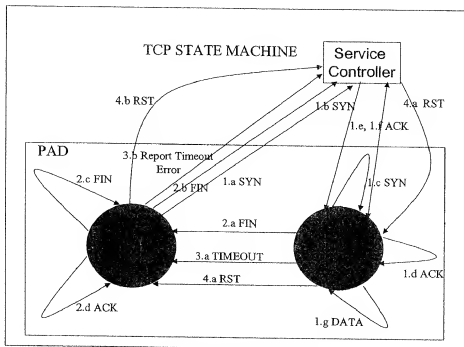 TCP STATE MACHINE
Service
Controller
4.b RST
1.b SYN
4.a RST
1.e, 1.f ACK
PAD
3.b Report Timeout
Error
2.c FIN
2.b FIN
1.a SYN
1.c SYN
2.a FIN
3.a TIMEOUT
1.d ACK
4.a RST
2.d ACK
1.g DATA